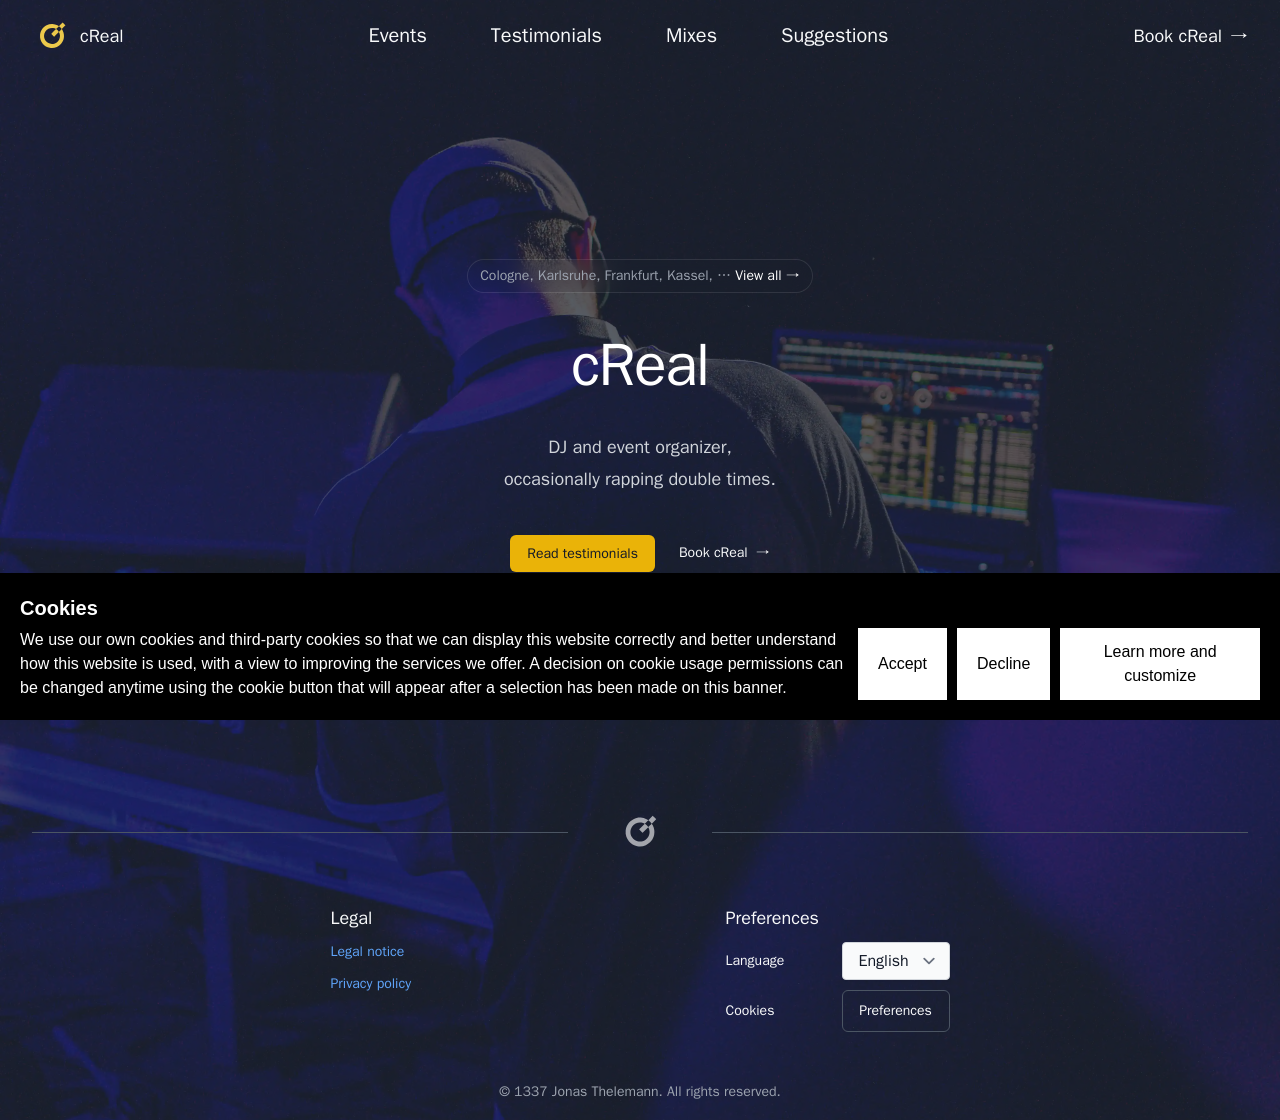 cReal
Events
Testimonials
Mixes
Suggestions
Book cReal →
Cologne, Karlsruhe, Frankfurt, Kassel, … View all →
cReal
DJ and event organizer,
occasionally rapping double times.
Read testimonials
Book cReal →
Cookies
We use our own cookies and third-party cookies so that we can display this website correctly and better understand
how this website is used, with a view to improving the services we offer. A decision on cookie usage permissions can
be changed anytime using the cookie button that will appear after a selection has been made on this banner.
Accept
Decline
Learn more and
customize
Legal
Legal notice
Privacy policy
Preferences
Language
English
Cookies
Preferences
© 1337 Jonas Thelemann. All rights reserved.